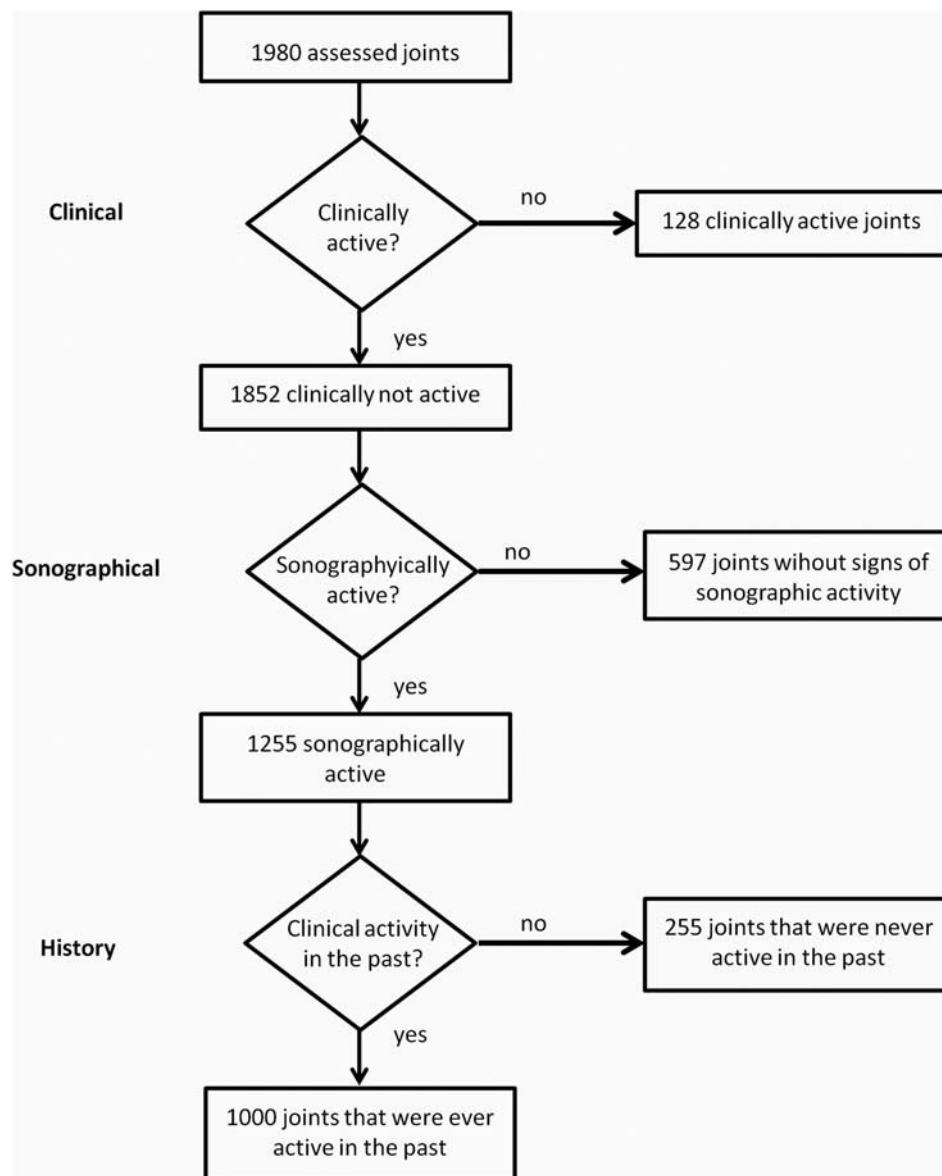 1980 assessed joints
Clinical
Clinically
active?
no
128 clinically active joints
yes
1852 clinically not active
Sonographical
Sonographyically
active?
no
597 joints wihout signs of
sonographic activity
yes
1255 sonographically
active
History
Clinical activity
in the past?
no
255 joints that were never
active in the past
yes
1000 joints that were ever
active in the past